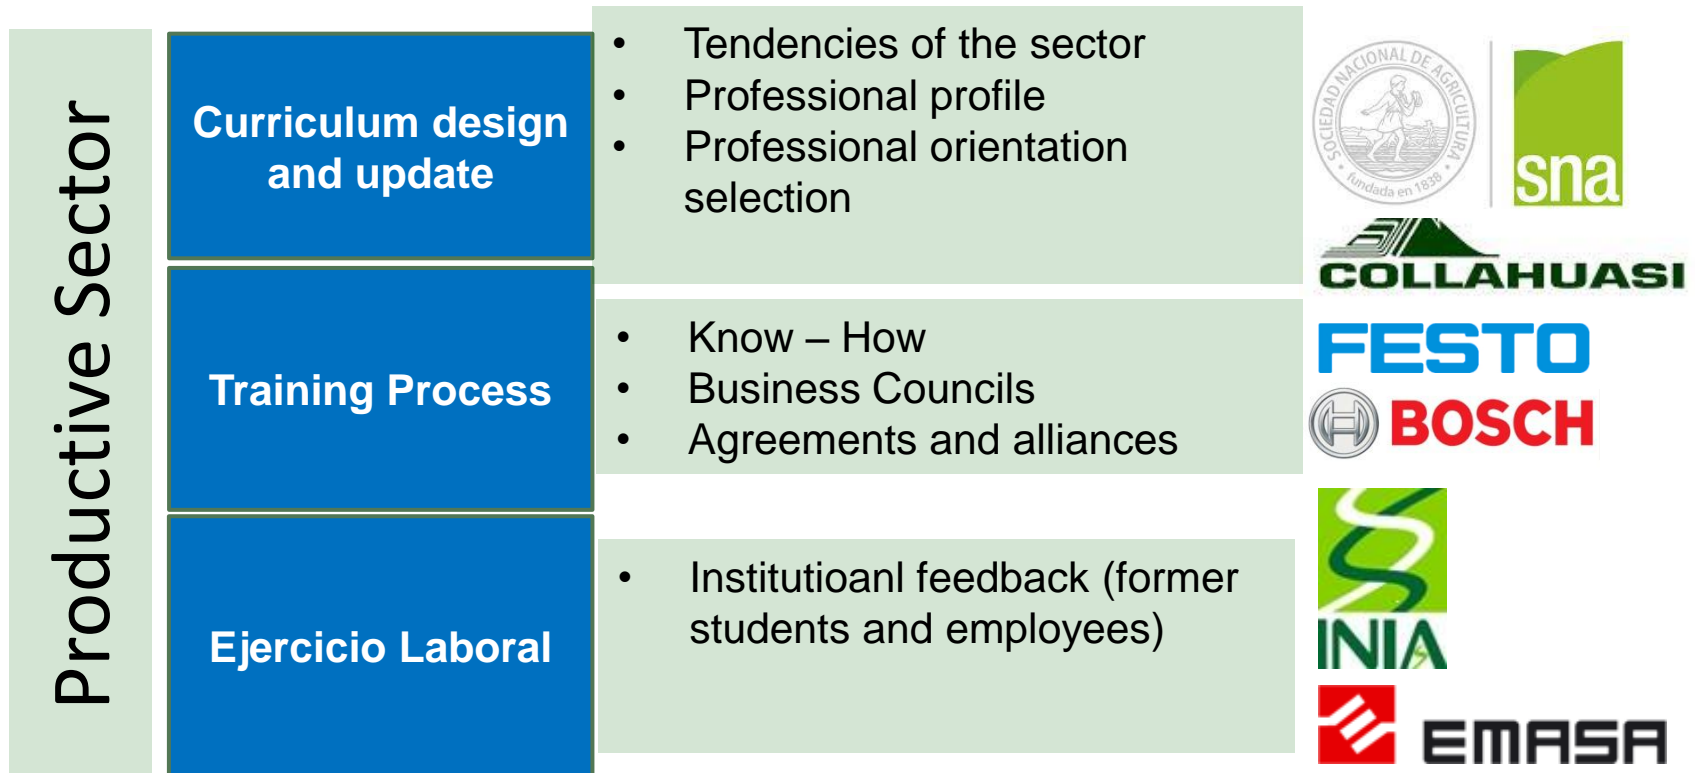 Productive Sector
Curriculum design
and update
• Tendencies of the sector
• Professional profile
• Professional orientation
selection
Training Process
• Know – How
• Business Councils
• Agreements and alliances
Ejercicio Laboral
• Institutioanl feedback (former
students and employees)
SOCIEDAD NACIONAL DE AGRICULTURA
fundada en 1838
sna
COLLAHUASI
FESTO
BOSCH
INIA
EMASA